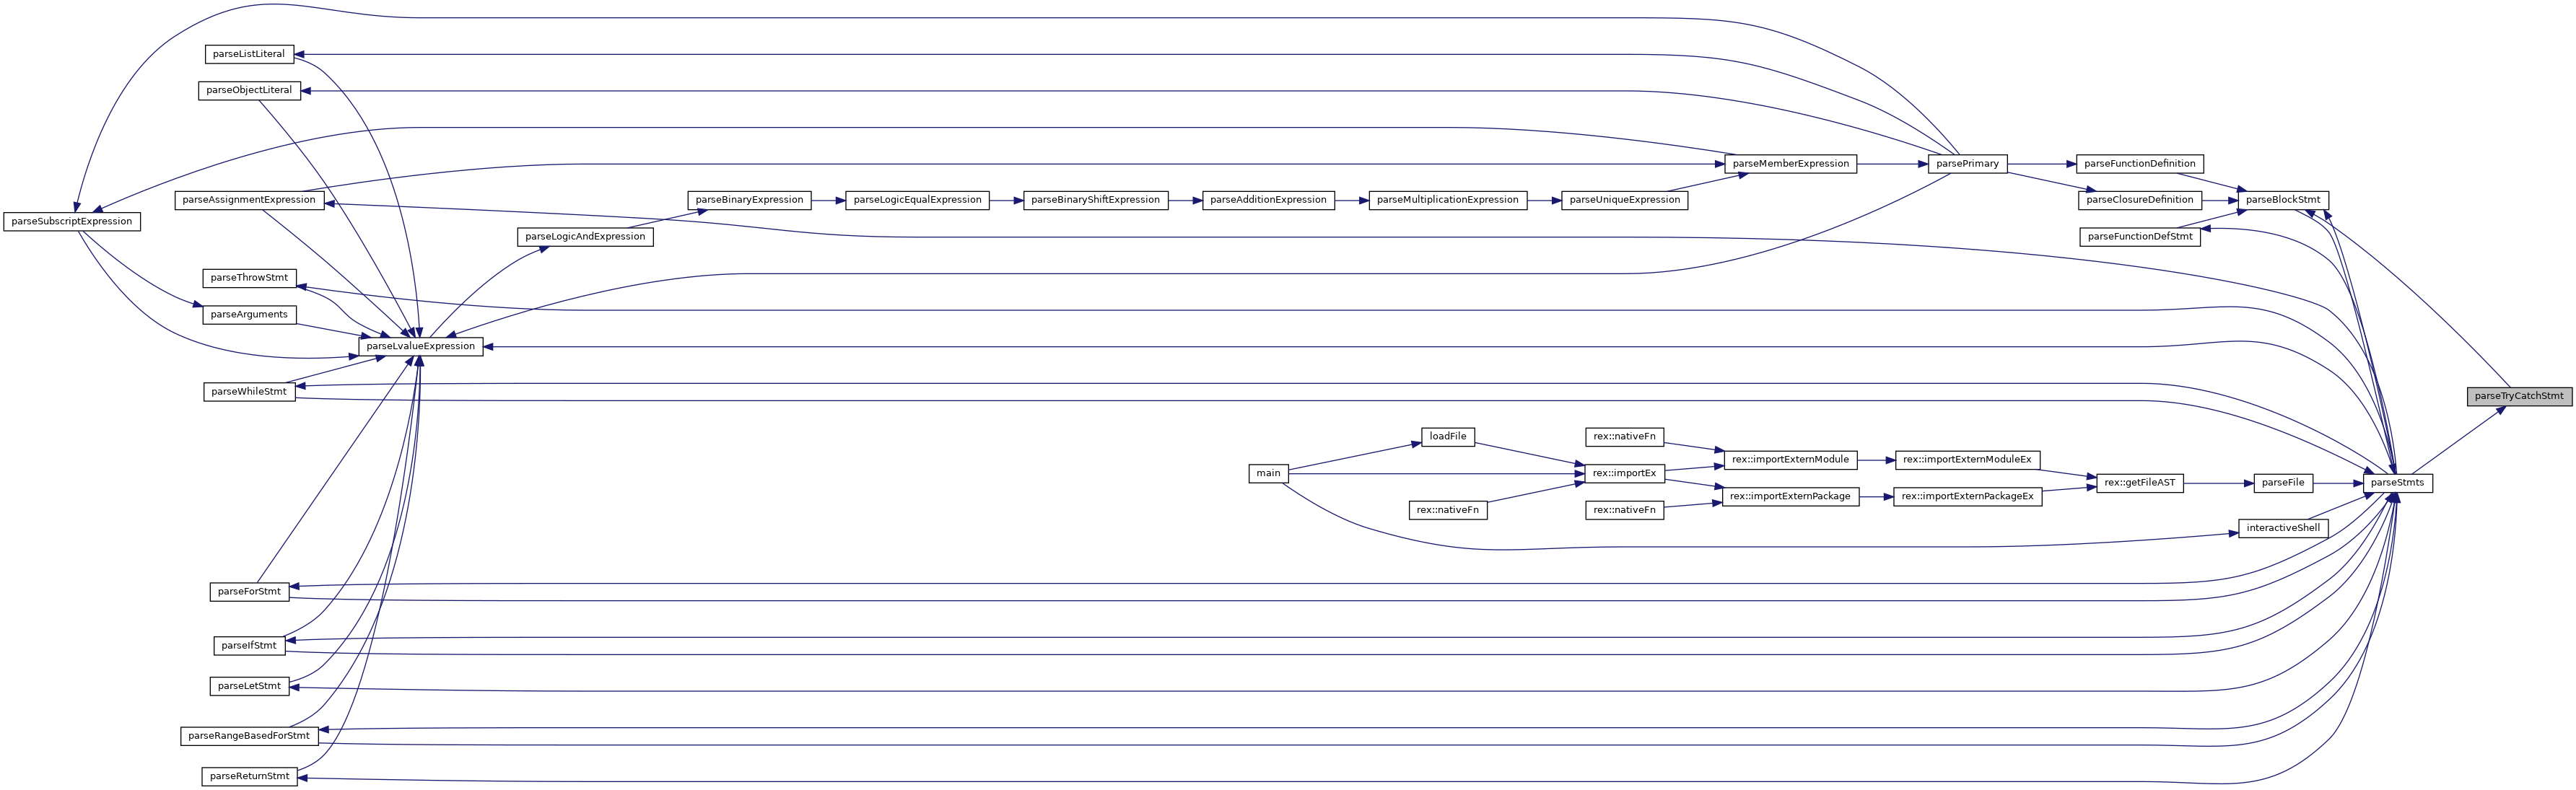 parseListLiteral
parseObjectLiteral
parseMemberExpression
parsePrimary
parseFunctionDefinition
parseAssignmentExpression
parseBinaryExpression
parseLogicEqualExpression
parseBinaryShiftExpression
parseAdditionExpression
parseMultiplicationExpression
parseUniqueExpression
parseClosureDefinition
parseBlockStmt
parseSubscriptExpression
parseLogicAndExpression
parseFunctionDefStmt
parseThrowStmt
parseArguments
parseLvalueExpression
parseWhileStmt
parseTryCatchStmt
loadFile
rex::nativeFn
rex::importExternModule
rex::importExternModuleEx
main
rex::importEx
rex::getFileAST
parseFile
parseStmts
rex::importExternPackage
rex::importExternPackageEx
rex::nativeFn
rex::nativeFn
interactiveShell
parseForStmt
parseIfStmt
parseLetStmt
parseRangeBasedForStmt
parseReturnStmt